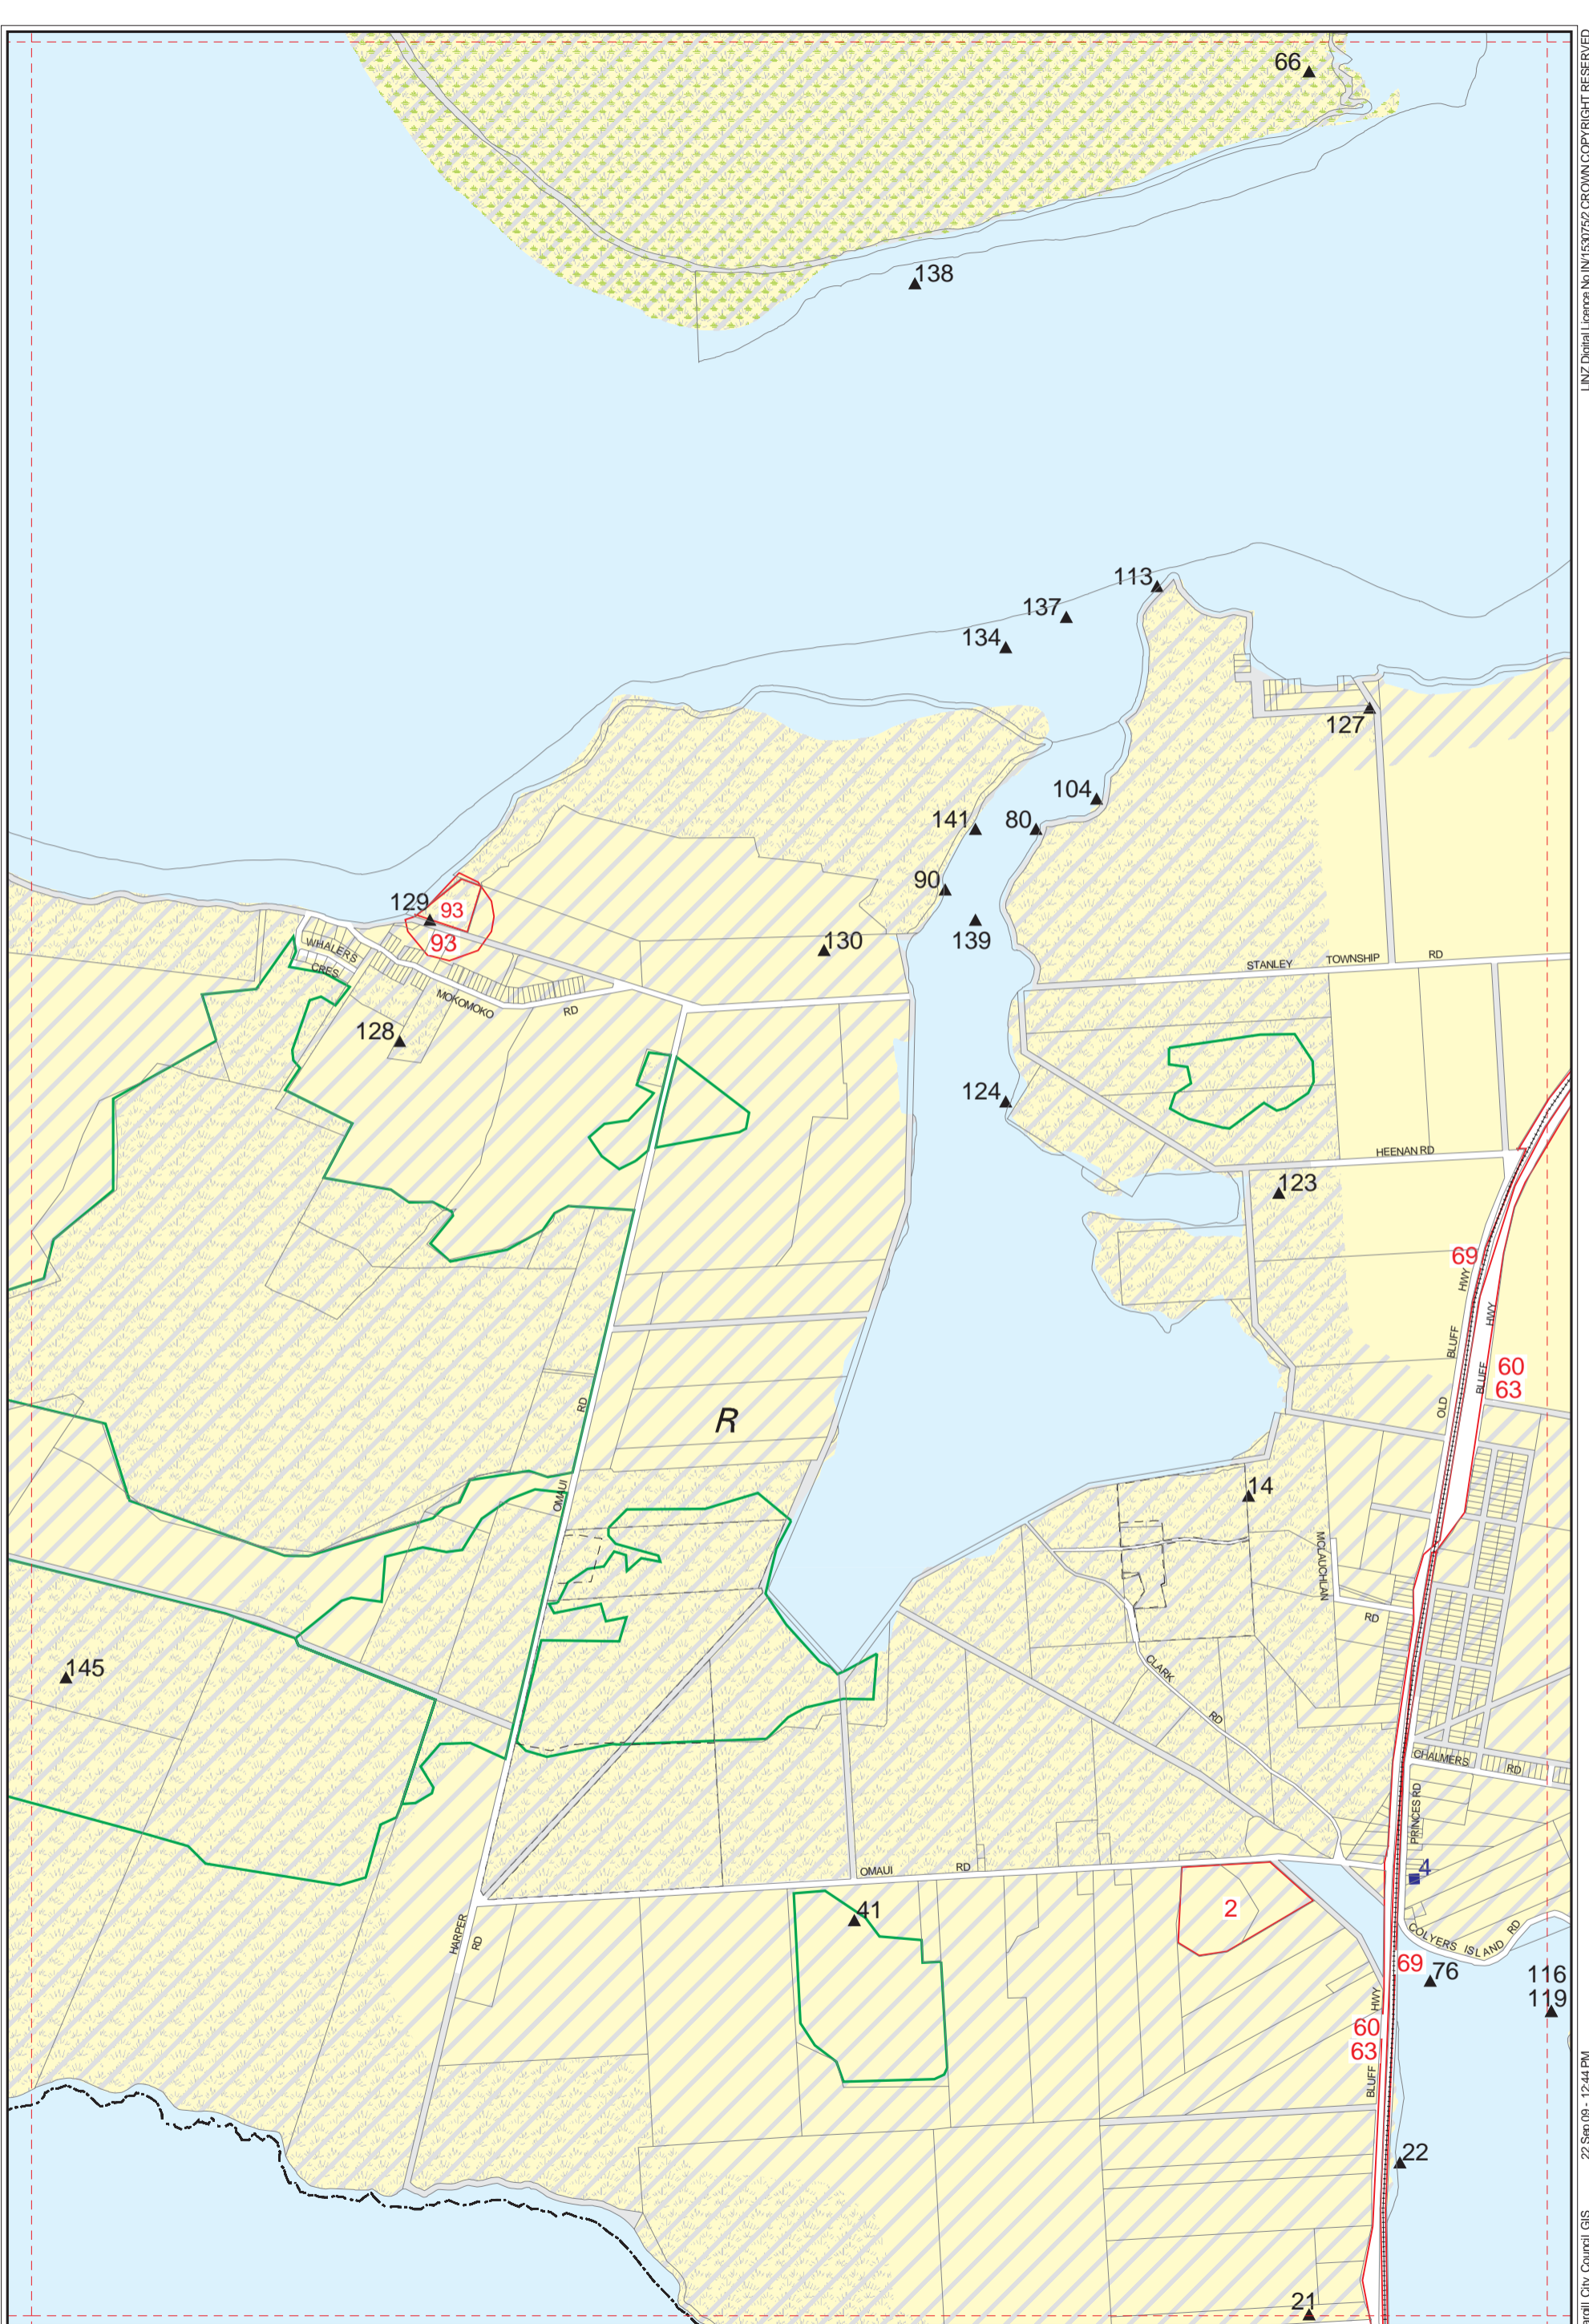 LINZ Digital Licence No IN/153075/2 CROWN COPYRIGHT RESERVED
66
138
113
137
134
127
104
141
80
90
129
93
93
139
130
STANLEY TOWNSHIP RD
WHALERS
CRES
MOKOMOKO RD
128
124
HEENAN RD
123
69
HWY
HWY
BLUFF
BLUFF
OLD
60
63
RD
OMAUI
R
14
MCLAUCHLAN
RD
145
CLARK
RD
CHALMERS RD
PRINCES RD
OMAUI RD
4
41
2
HARPER
RD
COLYERS ISLAND RD
69
76
116
119
HWY
60
63
BLUFF
22
21
22 Sep 09 - 12:44 PM
City Council GIS